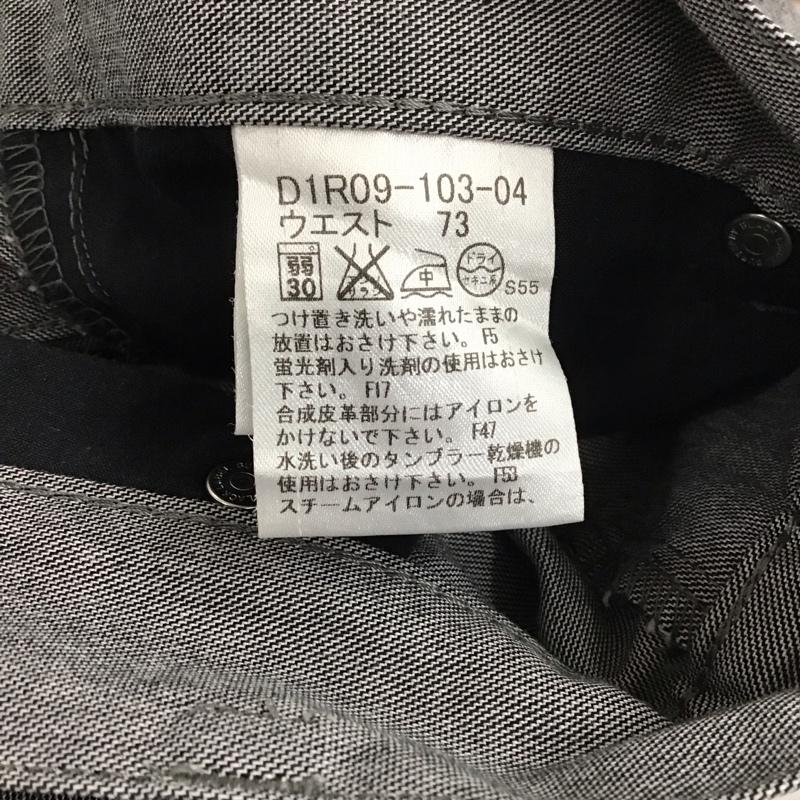 D1R09-103-04
ウエスト 73
弱
30
中
ドライ
セキユ系
S55
つけ置き洗いや濡れたままの
放置はおさけ下さい。F5
蛍光剤入り洗剤の使用はおさけ
下さい。F17
合成皮革部分にはアイロンを
かけないで下さい。F47
水洗い後のタンブラー乾燥機の
使用はおさけ下さい。F53
スチームアイロンの場合は、